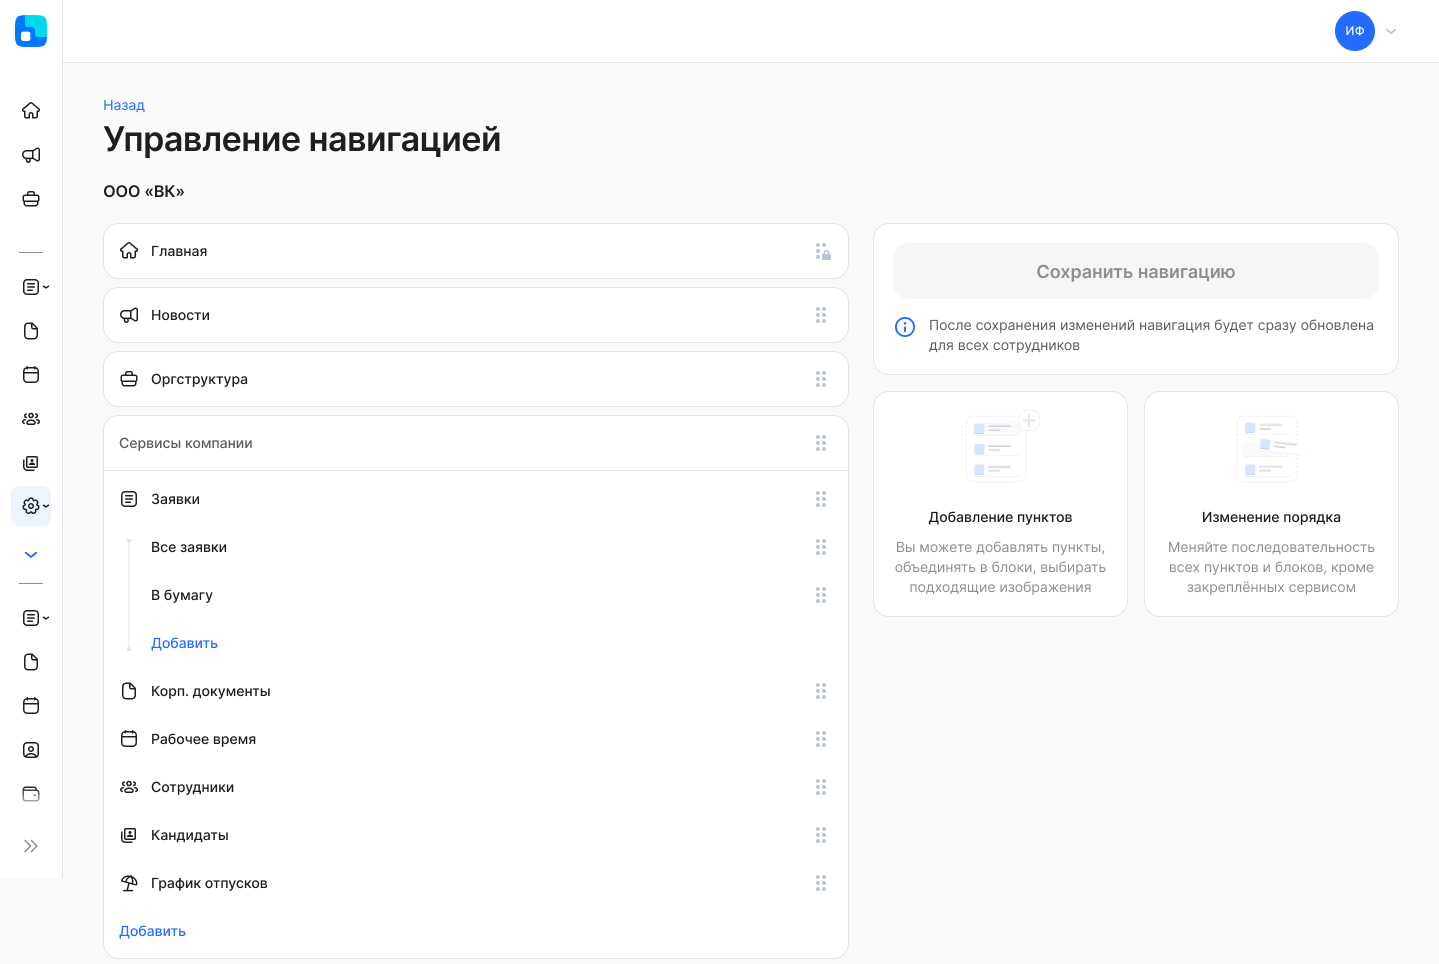 ИФ
Назад
Управление навигацией
ООО «ВК»
Главная
Новости
Оргструктура
Сервисы компании
Заявки
Все заявки
В бумагу
Добавить
Корп. документы
Рабочее время
Сотрудники
Кандидаты
График отпусков
Добавить
Сохранить навигацию
После сохранения изменений навигация будет сразу обновлена
для всех сотрудников
Добавление пунктов
Вы можете добавлять пункты,
объединять в блоки, выбирать
подходящие изображения
Изменение порядка
Меняйте последовательность
всех пунктов и блоков, кроме
закреплённых сервисом